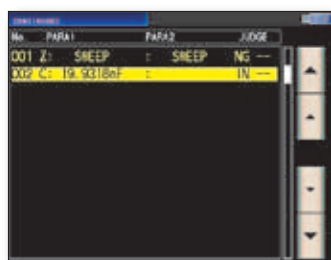 No PARA1 PARA2 JUDGE
001 Z: SWEEP : SWEEP NG --
002 C: 19.9318nF : IN --